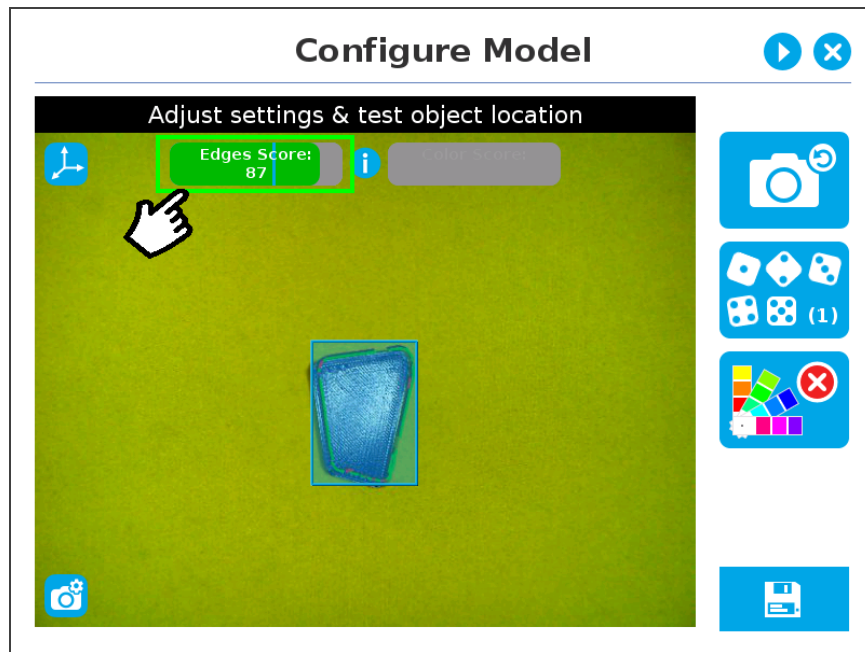 Configure Model
Adjust settings & test object location
Edges Score:
87
i
Color Score:
(1)